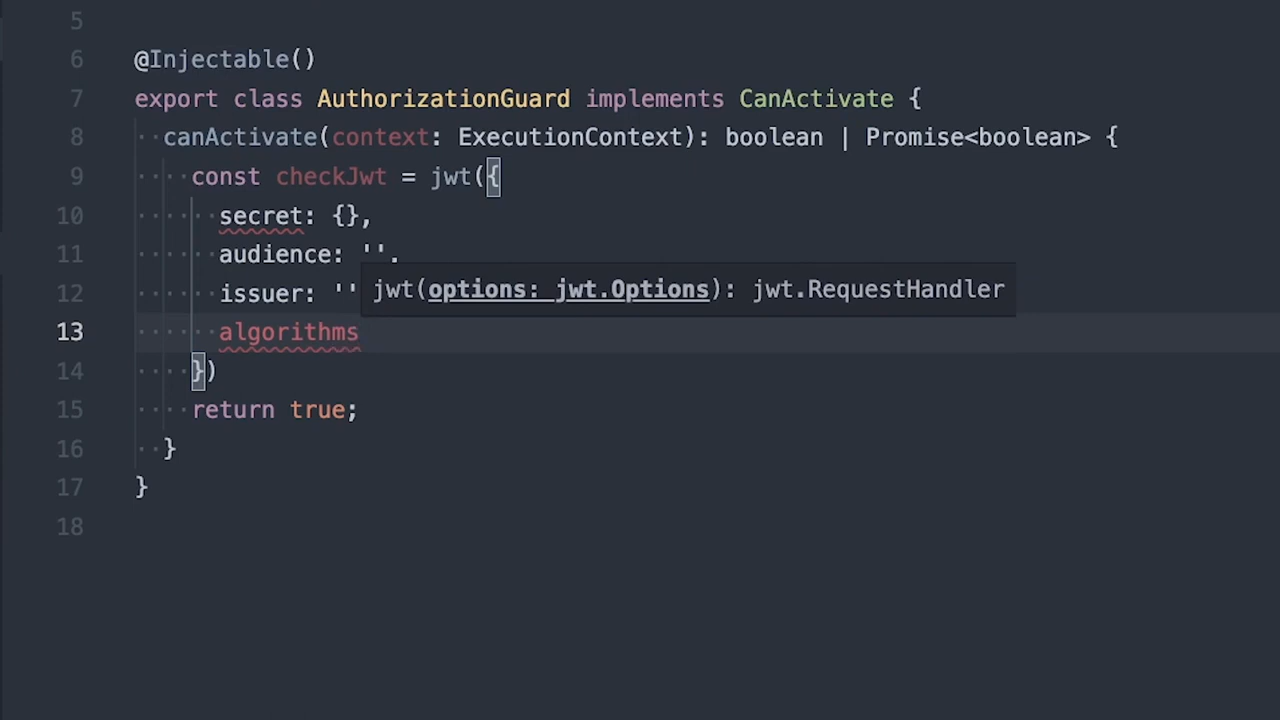 5
6 @Injectable()
7 export class AuthorizationGuard implements CanActivate {
8 canActivate(context: ExecutionContext): boolean | Promise<boolean> {
9 const checkJwt = jwt({
10 secret: {},
11 audience: '',
12 issuer: ''
jwt(options: jwt.Options): jwt.RequestHandler
13 algorithms
14 })
15 return true;
16 }
17 }
18